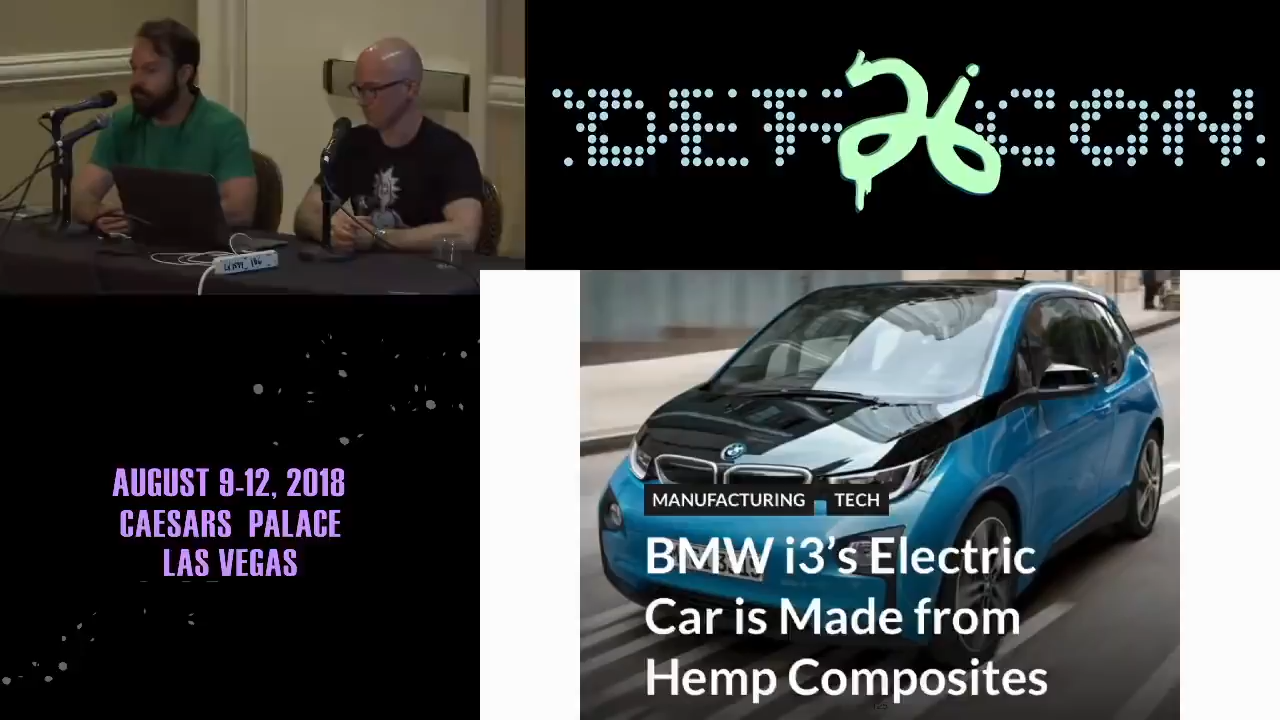 DEF 26 CON
AUGUST 9-12, 2018
CAESARS PALACE
LAS VEGAS
MANUFACTURING TECH
BMW i3's Electric
Car is Made from
Hemp Composites